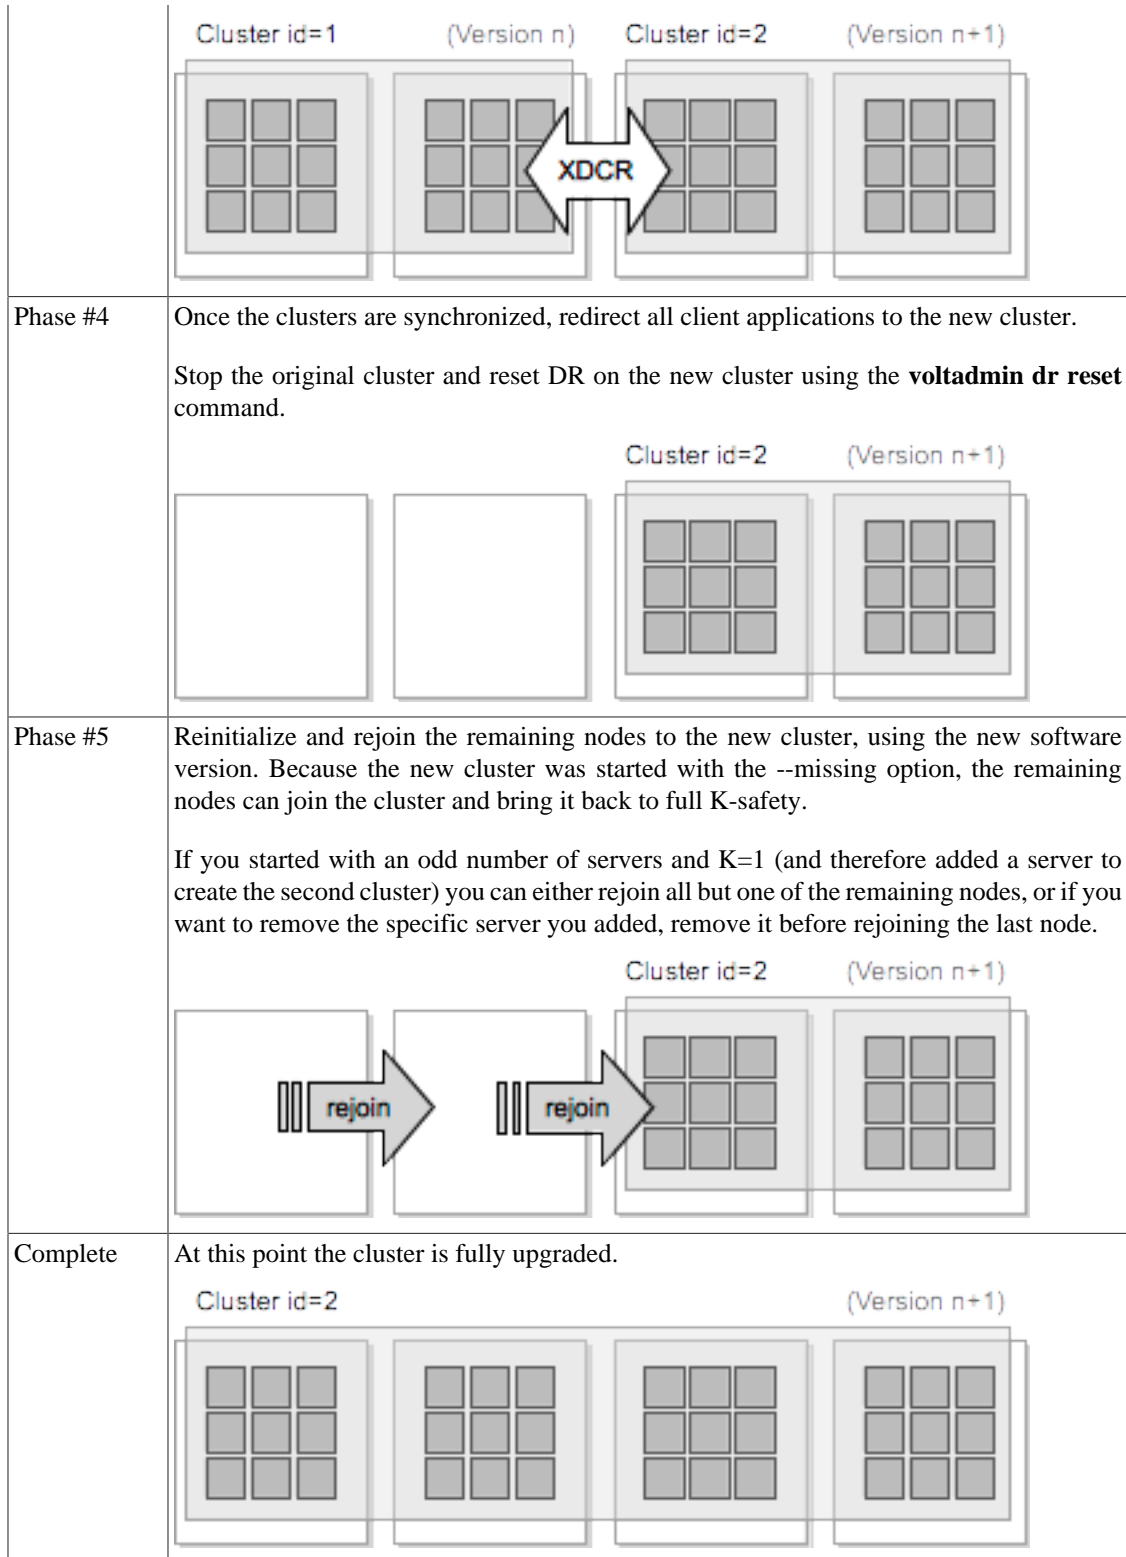 Cluster id=1 (Version n) Cluster id=2 (Version n+1)
XDCR
Phase #4 Once the clusters are synchronized, redirect all client applications to the new cluster.
Stop the original cluster and reset DR on the new cluster using the voltadmin dr reset
command.
Cluster id=2 (Version n+1)
Phase #5 Reinitialize and rejoin the remaining nodes to the new cluster, using the new software
version. Because the new cluster was started with the --missing option, the remaining
nodes can join the cluster and bring it back to full K-safety.
If you started with an odd number of servers and K=1 (and therefore added a server to
create the second cluster) you can either rejoin all but one of the remaining nodes, or if you
want to remove the specific server you added, remove it before rejoining the last node.
Cluster id=2 (Version n+1)
rejoin rejoin
Complete At this point the cluster is fully upgraded.
Cluster id=2 (Version n+1)